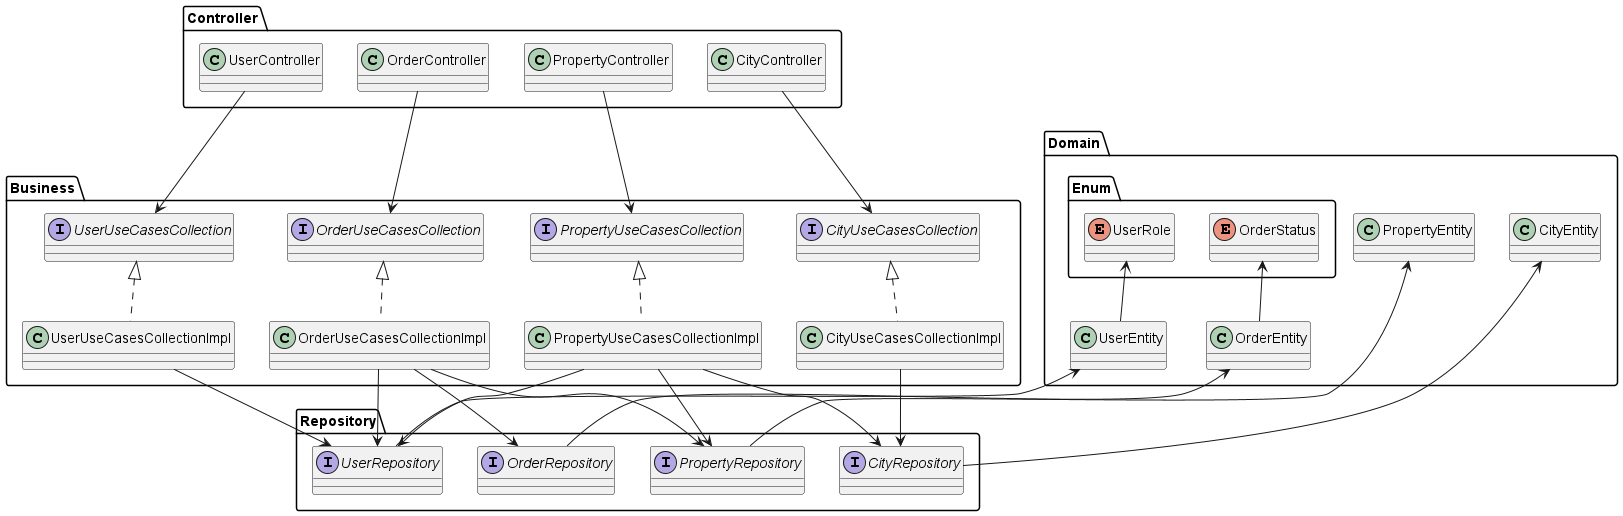 Controller
C UserController
C OrderController
C PropertyController
C CityController
Domain
Business
Enum
I UserUseCasesCollection
I OrderUseCasesCollection
I PropertyUseCasesCollection
I CityUseCasesCollection
E UserRole
E OrderStatus
C PropertyEntity
C CityEntity
C UserUseCasesCollectionImpl
C OrderUseCasesCollectionImpl
C PropertyUseCasesCollectionImpl
C CityUseCasesCollectionImpl
C UserEntity
C OrderEntity
Repository
I UserRepository
I OrderRepository
I PropertyRepository
I CityRepository